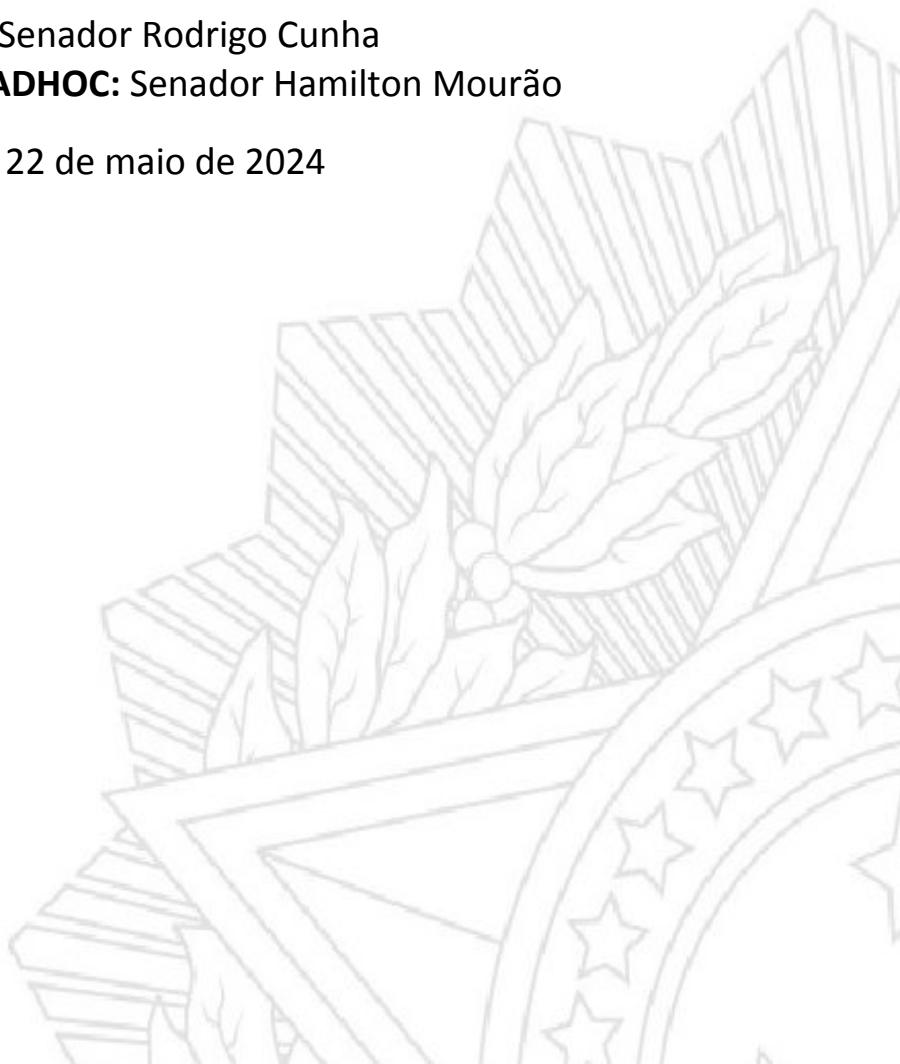 Senador Rodrigo Cunha
ADHOC: Senador Hamilton Mourão
22 de maio de 2024